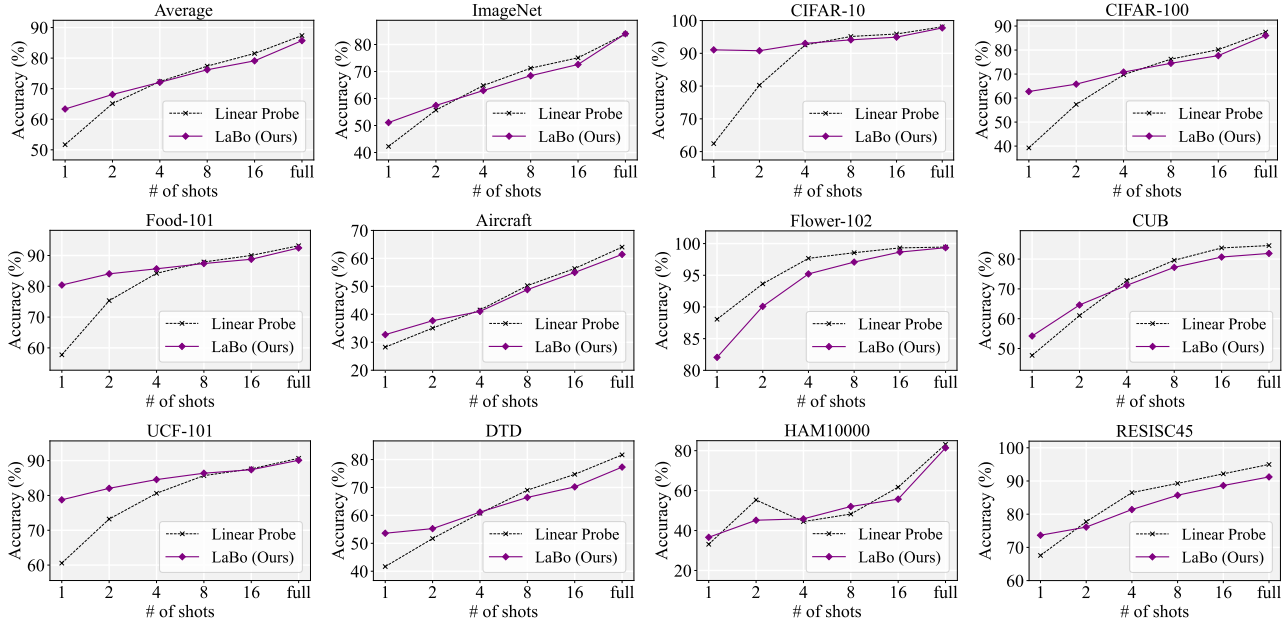 Average
Accuracy (%)
90
80
70
60
50
Linear Probe
LaBo (Ours)
1 2 4 8 16 full
# of shots
ImageNet
Accuracy (%)
80
70
60
50
40
Linear Probe
LaBo (Ours)
1 2 4 8 16 full
# of shots
CIFAR-10
Accuracy (%)
100
90
80
70
60
Linear Probe
LaBo (Ours)
1 2 4 8 16 full
# of shots
CIFAR-100
Accuracy (%)
90
80
70
60
50
40
Linear Probe
LaBo (Ours)
1 2 4 8 16 full
# of shots
Food-101
Accuracy (%)
90
80
70
60
Linear Probe
LaBo (Ours)
1 2 4 8 16 full
# of shots
Aircraft
Accuracy (%)
70
60
50
40
30
20
Linear Probe
LaBo (Ours)
1 2 4 8 16 full
# of shots
Flower-102
Accuracy (%)
100
95
90
85
80
Linear Probe
LaBo (Ours)
1 2 4 8 16 full
# of shots
CUB
Accuracy (%)
80
70
60
50
Linear Probe
LaBo (Ours)
1 2 4 8 16 full
# of shots
UCF-101
Accuracy (%)
90
80
70
60
Linear Probe
LaBo (Ours)
1 2 4 8 16 full
# of shots
DTD
Accuracy (%)
80
70
60
50
40
Linear Probe
LaBo (Ours)
1 2 4 8 16 full
# of shots
HAM10000
Accuracy (%)
80
60
40
20
Linear Probe
LaBo (Ours)
1 2 4 8 16 full
# of shots
RESISC45
Accuracy (%)
100
90
80
70
60
Linear Probe
LaBo (Ours)
1 2 4 8 16 full
# of shots